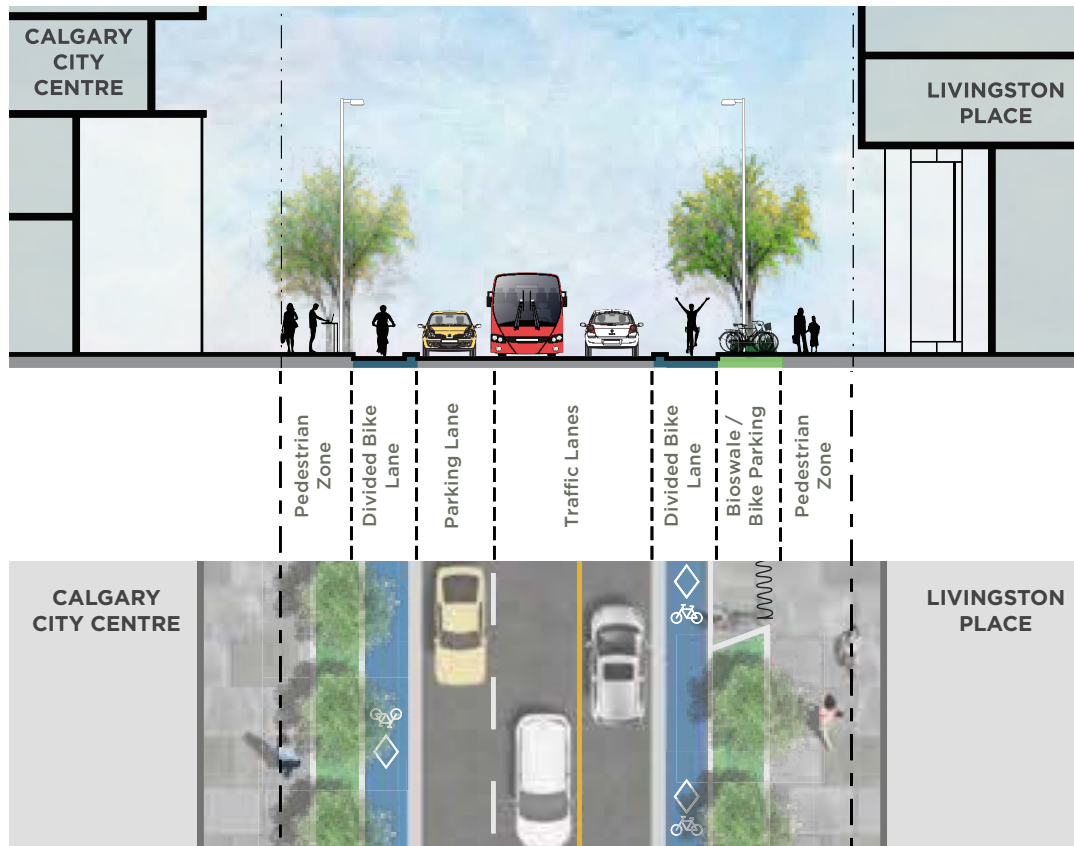 CALGARY
CITY
CENTRE
LIVINGSTON
PLACE
Pedestrian
Zone
Divided Bike
Lane
Parking Lane
Traffic Lanes
Divided Bike
Lane
Bioswale /
Bike Parking
Pedestrian
Zone
CALGARY
CITY CENTRE
LIVINGSTON
PLACE